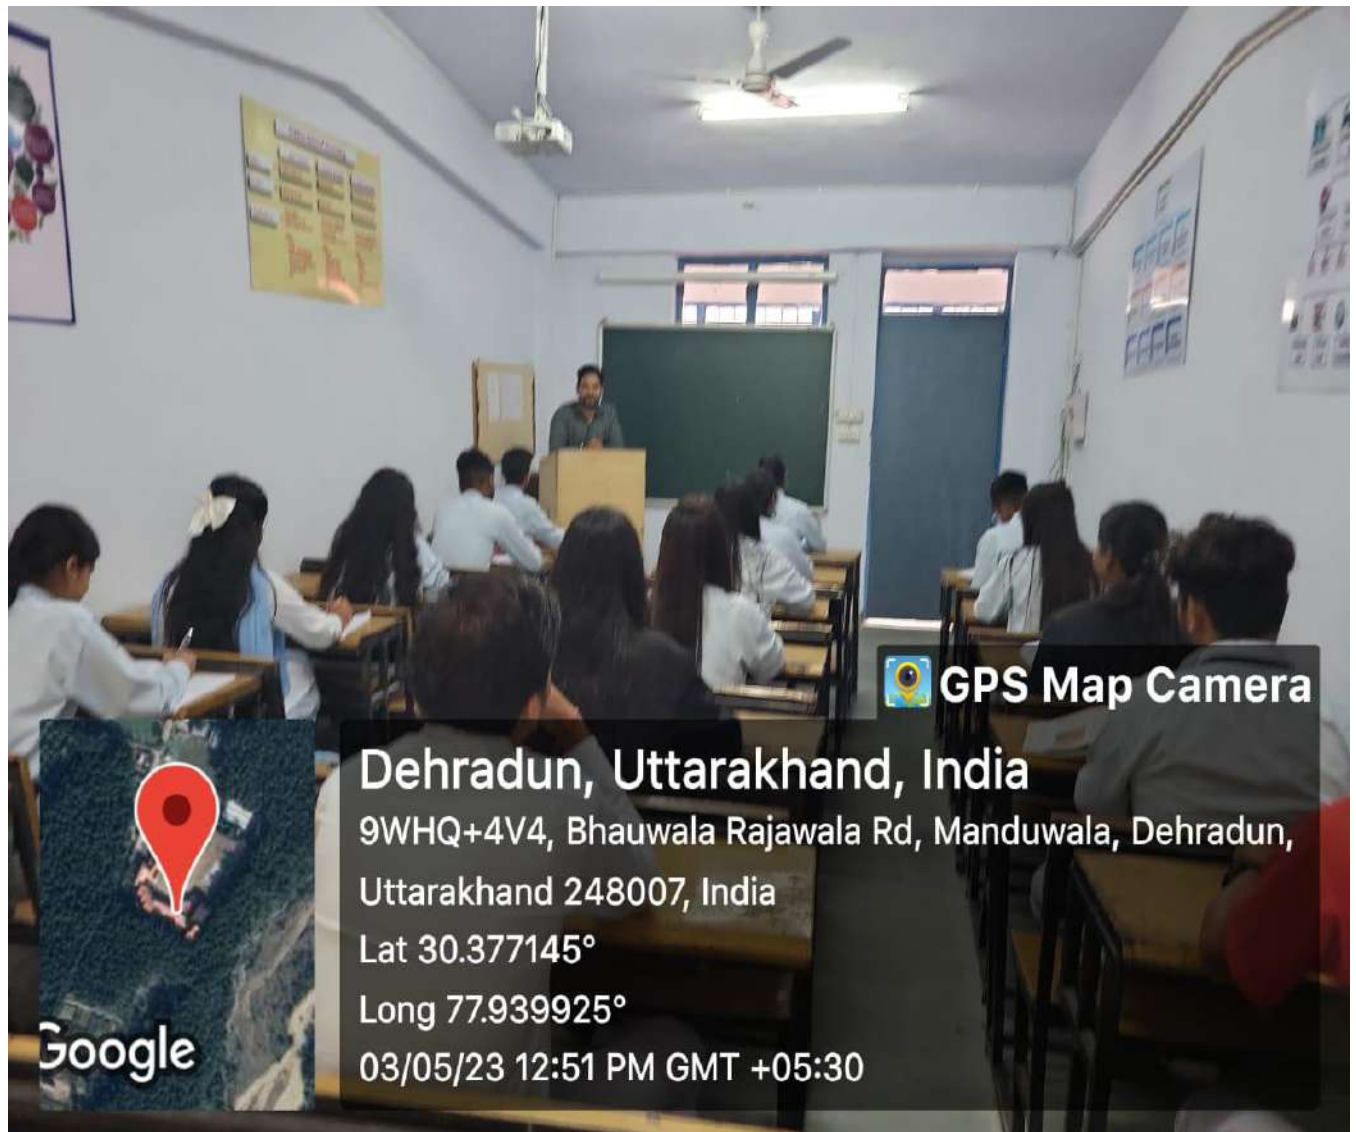 GPS Map Camera
Dehradun, Uttarakhand, India
9WHQ+4V4, Bhauwala Rajawala Rd, Manduwala, Dehradun,
Uttarakhand 248007, India
Lat 30.377145°
Long 77.939925°
03/05/23 12:51 PM GMT +05:30
Google